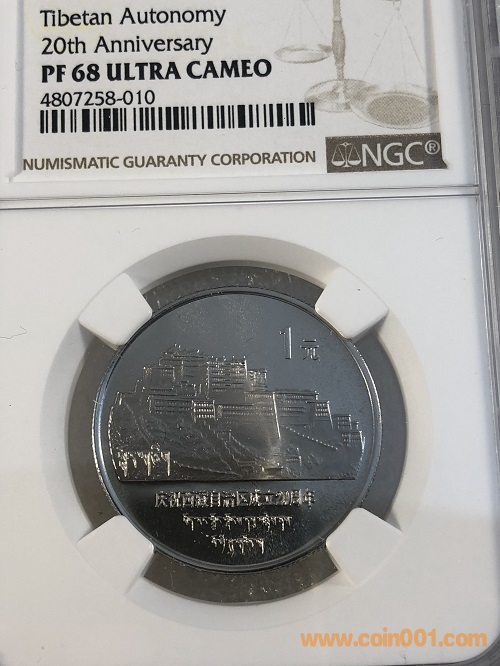 Tibetan Autonomy
20th Anniversary
PF 68 ULTRA CAMEO
4807258-010
NUMISMATIC GUARANTY CORPORATION
NGC®
1元
庆祝西藏自治区成立20周年
www.coin001.com